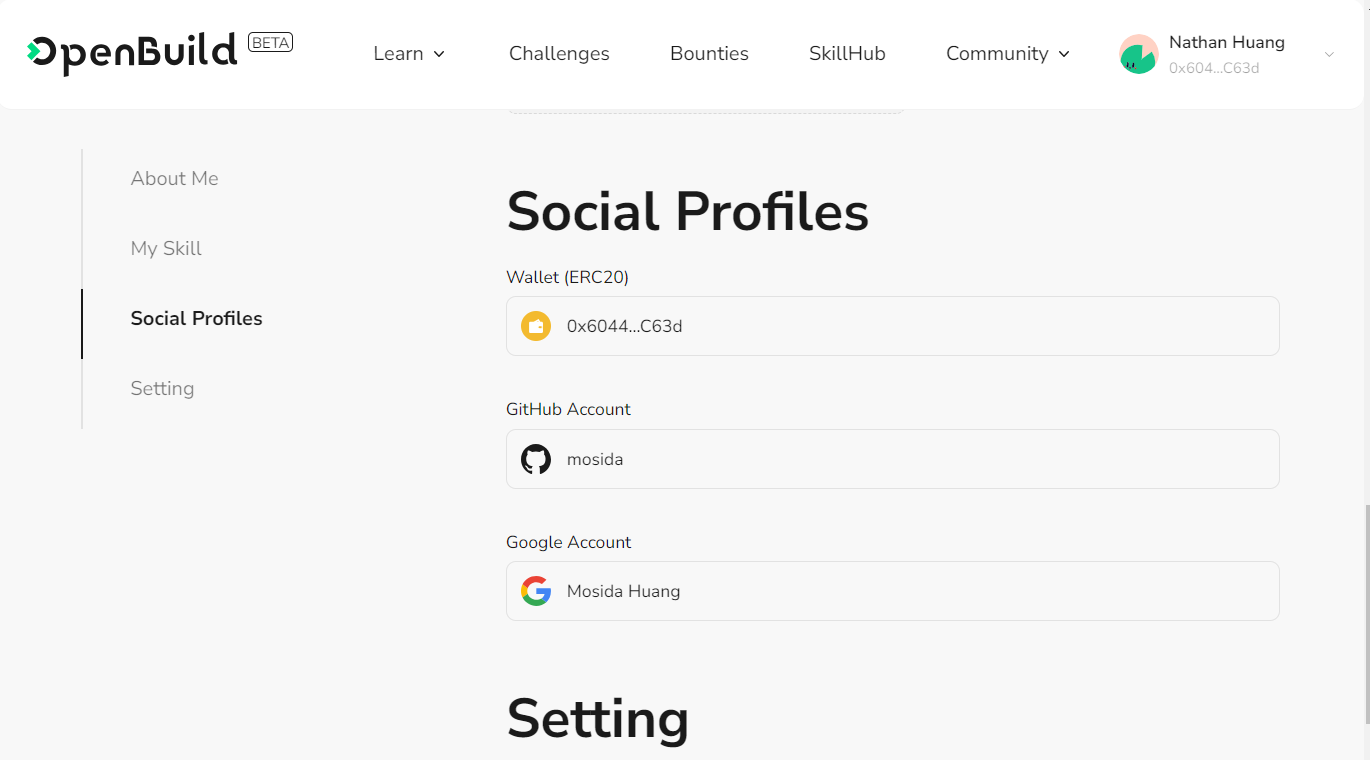 OpenBuild BETA
Learn Challenges Bounties SkillHub Community
Nathan Huang
0x604...C63d
About Me
My Skill
Social Profiles
Setting
Social Profiles
Wallet (ERC20)
0x6044...C63d
GitHub Account
mosida
Google Account
Mosida Huang
Setting